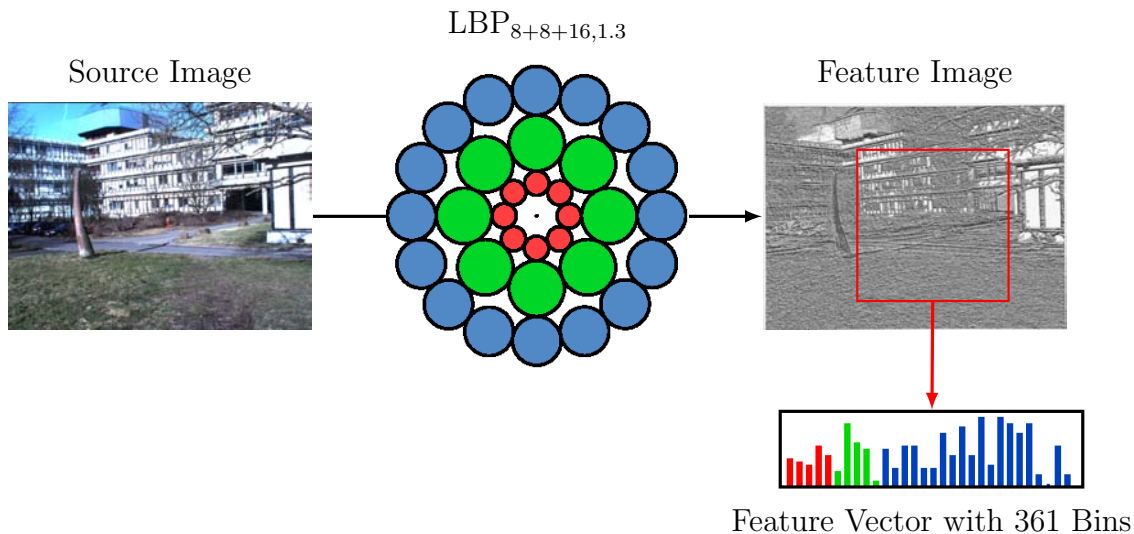 LBP8+8+16,1.3
Source Image
Feature Image
Feature Vector with 361 Bins